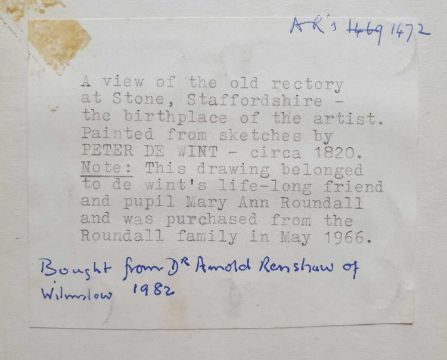 AR's 1469 1472
A view of the old rectory
at Stone, Staffordshire -
the birthplace of the artist.
Painted from sketches by
PETER DE WINT - circa 1820.
Note: This drawing belonged
to de wint's life-long friend
and pupil Mary Ann Roundall
and was purchased from the
Roundall family in May 1966.
Bought from Dr Arnold Renshaw of
Wilmslow 1982